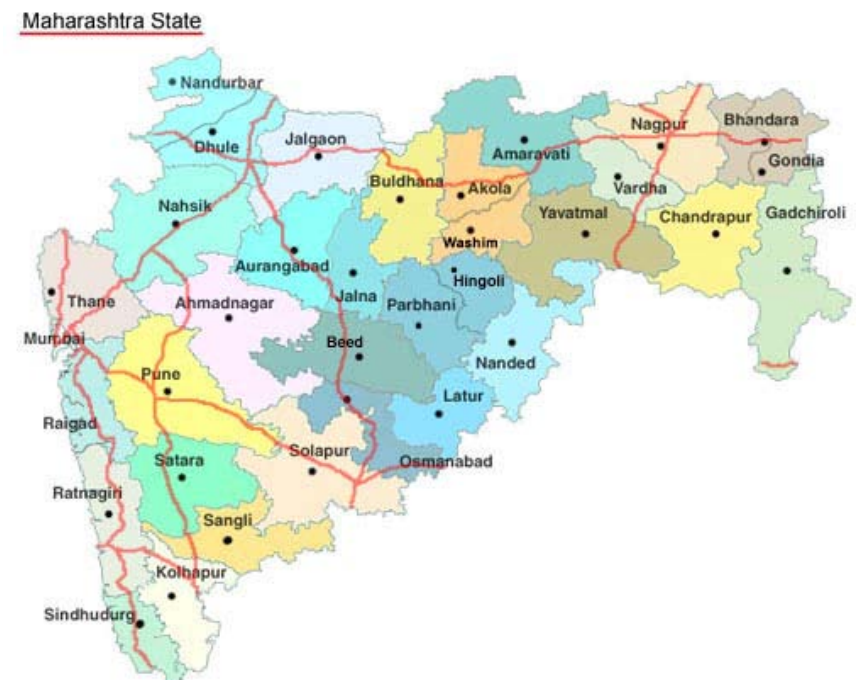 Maharashtra State
Nandurbar
Dhule
Jalgaon
Nagpur
Bhandara
Gondia
Amaravati
Buldhana
Akola
Vardha
Nahsik
Yavatmal
Chandrapur
Gadchiroli
Washim
Aurangabad
Jalna
Hingoli
Thane
Ahmadnagar
Parbhani
Mumbai
Beed
Nanded
Pune
Latur
Raigad
Solapur
Satara
Osmanabad
Ratnagiri
Sangli
Kolhapur
Sindhudurg